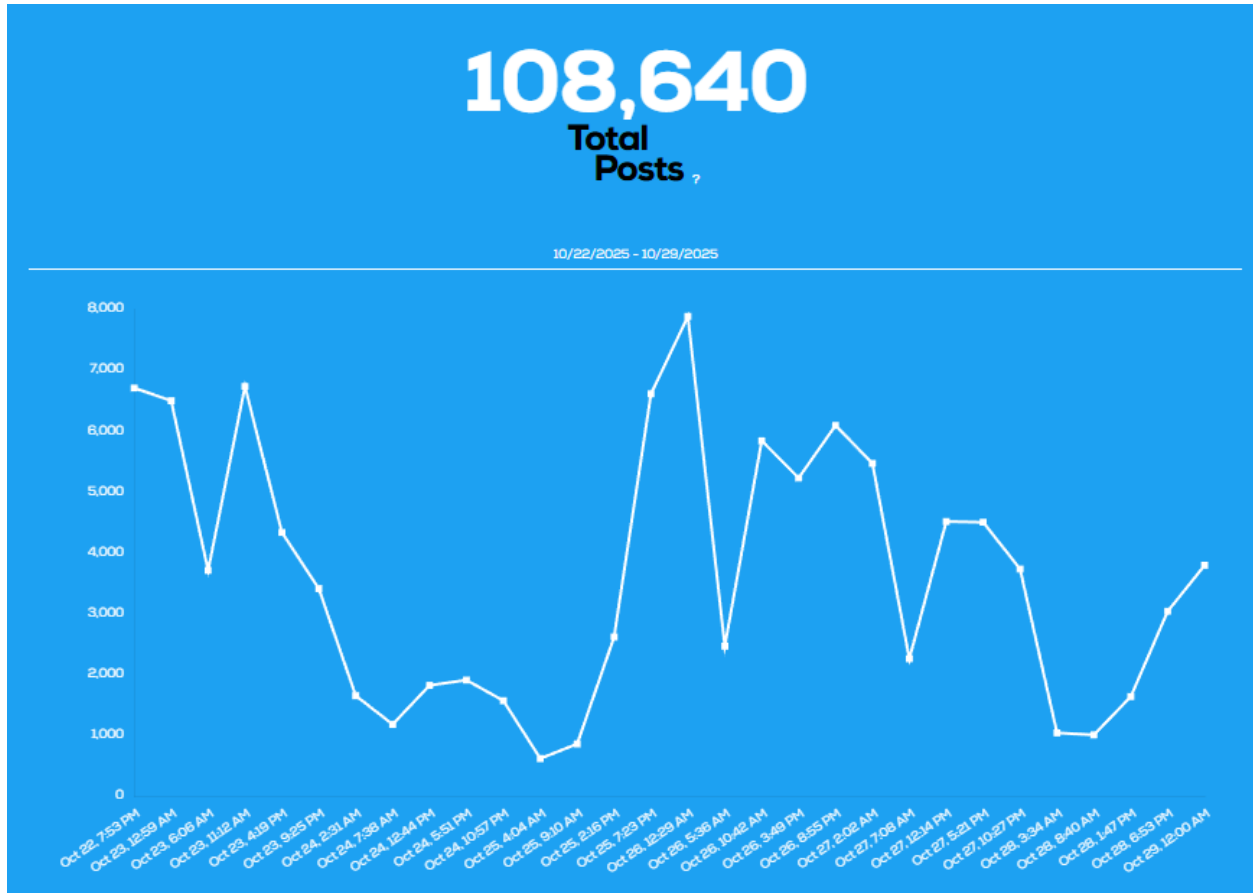 108,640
Total
Posts ?
10/22/2025 - 10/29/2025
8,000
7,000
6,000
5,000
4,000
3,000
2,000
1,000
0
Oct 22, 7:53 PM
Oct 23, 12:59 AM
Oct 23, 6:06 AM
Oct 23, 11:12 AM
Oct 23, 4:19 PM
Oct 23, 9:25 PM
Oct 24, 2:31 AM
Oct 24, 7:38 AM
Oct 24, 12:44 PM
Oct 24, 5:51 PM
Oct 24, 10:57 PM
Oct 25, 4:04 AM
Oct 25, 9:10 AM
Oct 25, 2:16 PM
Oct 25, 7:23 PM
Oct 26, 12:29 AM
Oct 26, 5:36 AM
Oct 26, 10:42 AM
Oct 26, 3:49 PM
Oct 26, 8:55 PM
Oct 27, 2:02 AM
Oct 27, 7:08 AM
Oct 27, 12:14 PM
Oct 27, 5:21 PM
Oct 27, 10:27 PM
Oct 28, 3:34 AM
Oct 28, 8:40 AM
Oct 28, 1:47 PM
Oct 28, 6:53 PM
Oct 29, 12:00 AM